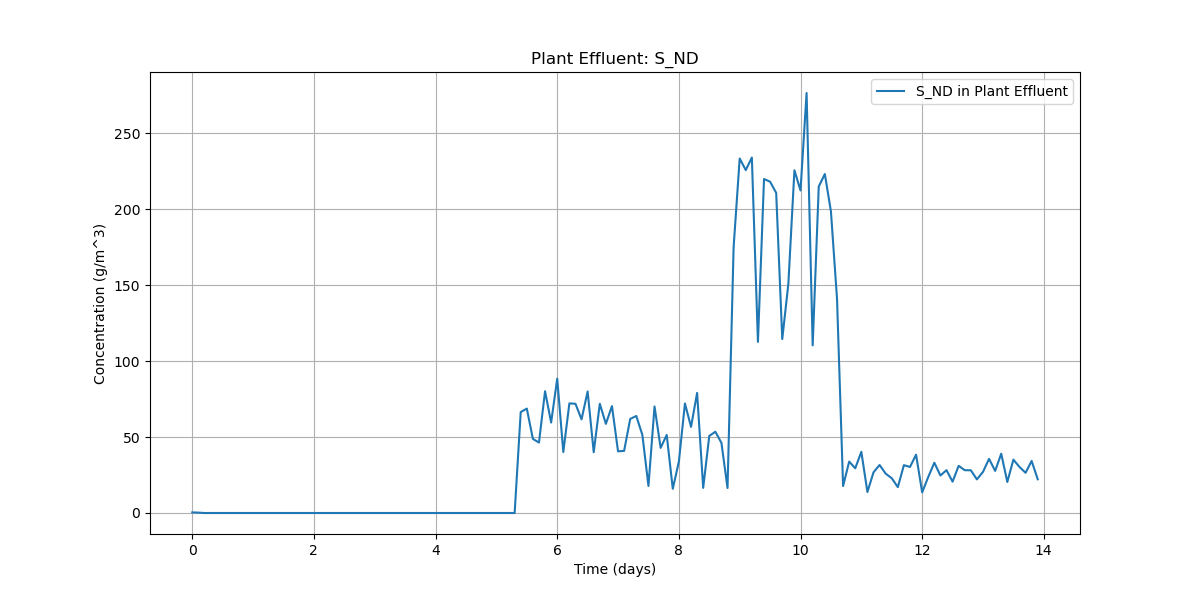 Plant Effluent: S_ND
S_ND in Plant Effluent
Concentration (g/m^3)
250
200
150
100
50
0
0 2 4 6 8 10 12 14
Time (days)